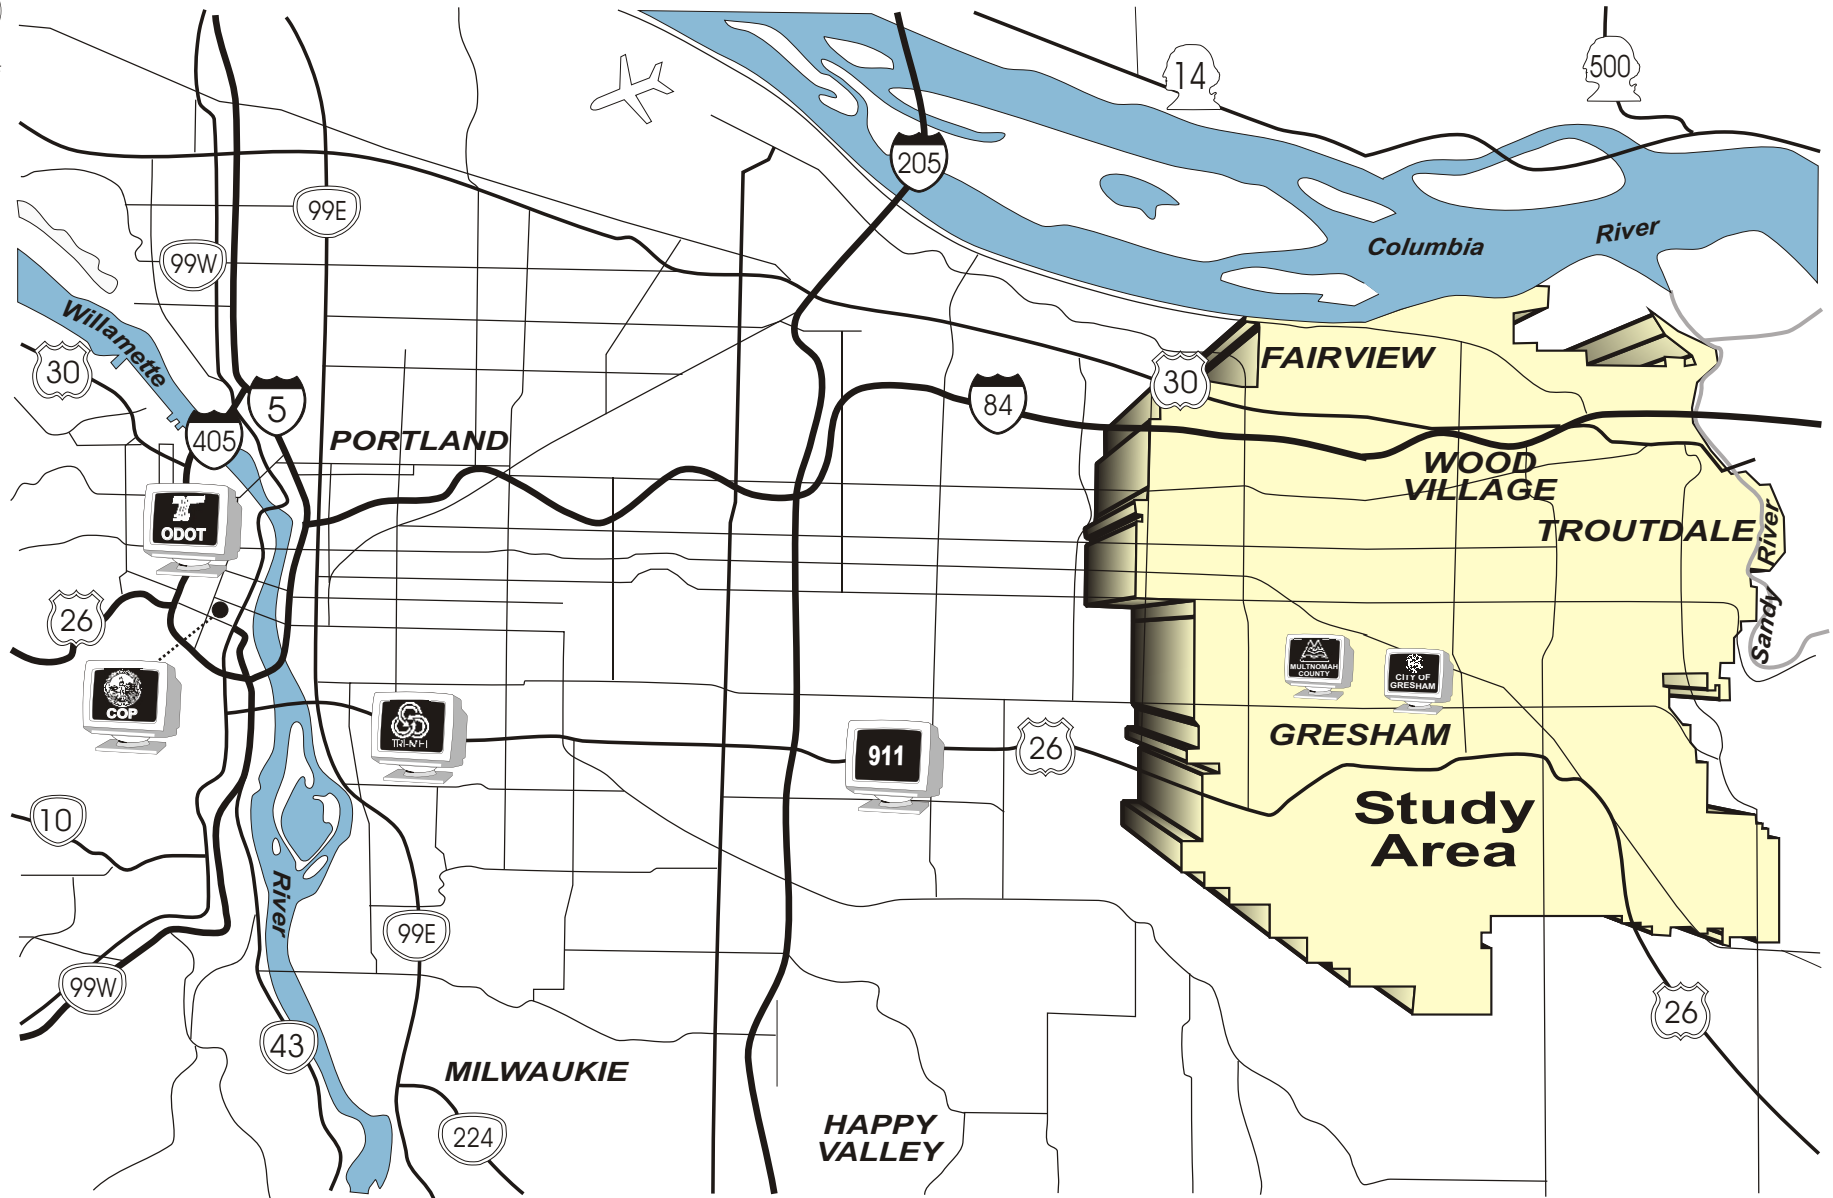 14
500
205
99E
99W
Columbia
River
Willamette
30
5
405
84
30
FAIRVIEW
PORTLAND
WOOD
VILLAGE
TROUTDALE
Sandy River
ODOT
26
COP
TRI-MET
911
26
MULTNOMAH
COUNTY
CITY OF
GRESHAM
GRESHAM
Study
Area
10
River
99E
99W
43
26
MILWAUKIE
224
HAPPY
VALLEY